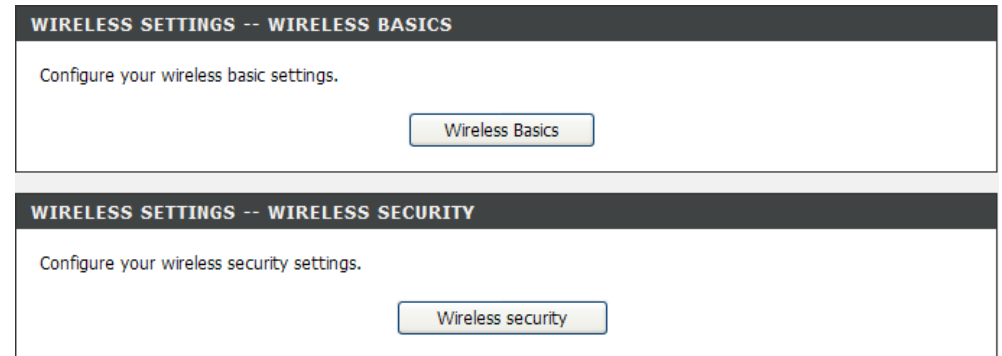 WIRELESS SETTINGS -- WIRELESS BASICS
Configure your wireless basic settings.
Wireless Basics
WIRELESS SETTINGS -- WIRELESS SECURITY
Configure your wireless security settings.
Wireless security